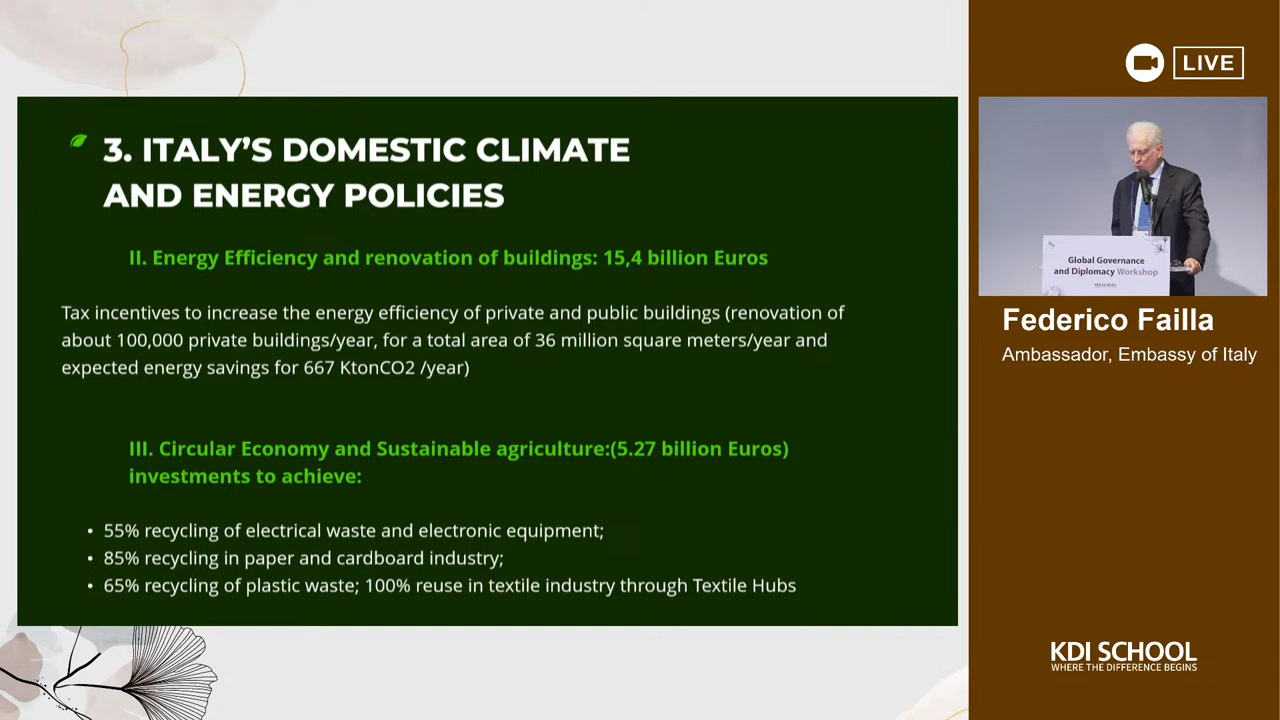 3. ITALY'S DOMESTIC CLIMATE
AND ENERGY POLICIES
II. Energy Efficiency and renovation of buildings: 15,4 billion Euros
Tax incentives to increase the energy efficiency of private and public buildings (renovation of
about 100,000 private buildings/year, for a total area of 36 million square meters/year and
expected energy savings for 667 KtonCO2 /year)
III. Circular Economy and Sustainable agriculture:(5.27 billion Euros)
investments to achieve:
• 55% recycling of electrical waste and electronic equipment;
• 85% recycling in paper and cardboard industry;
• 65% recycling of plastic waste; 100% reuse in textile industry through Textile Hubs
LIVE
Global Governance
and Diplomacy Workshop
KDI SCHOOL
Federico Failla
Ambassador, Embassy of Italy
KDI SCHOOL
WHERE THE DIFFERENCE BEGINS